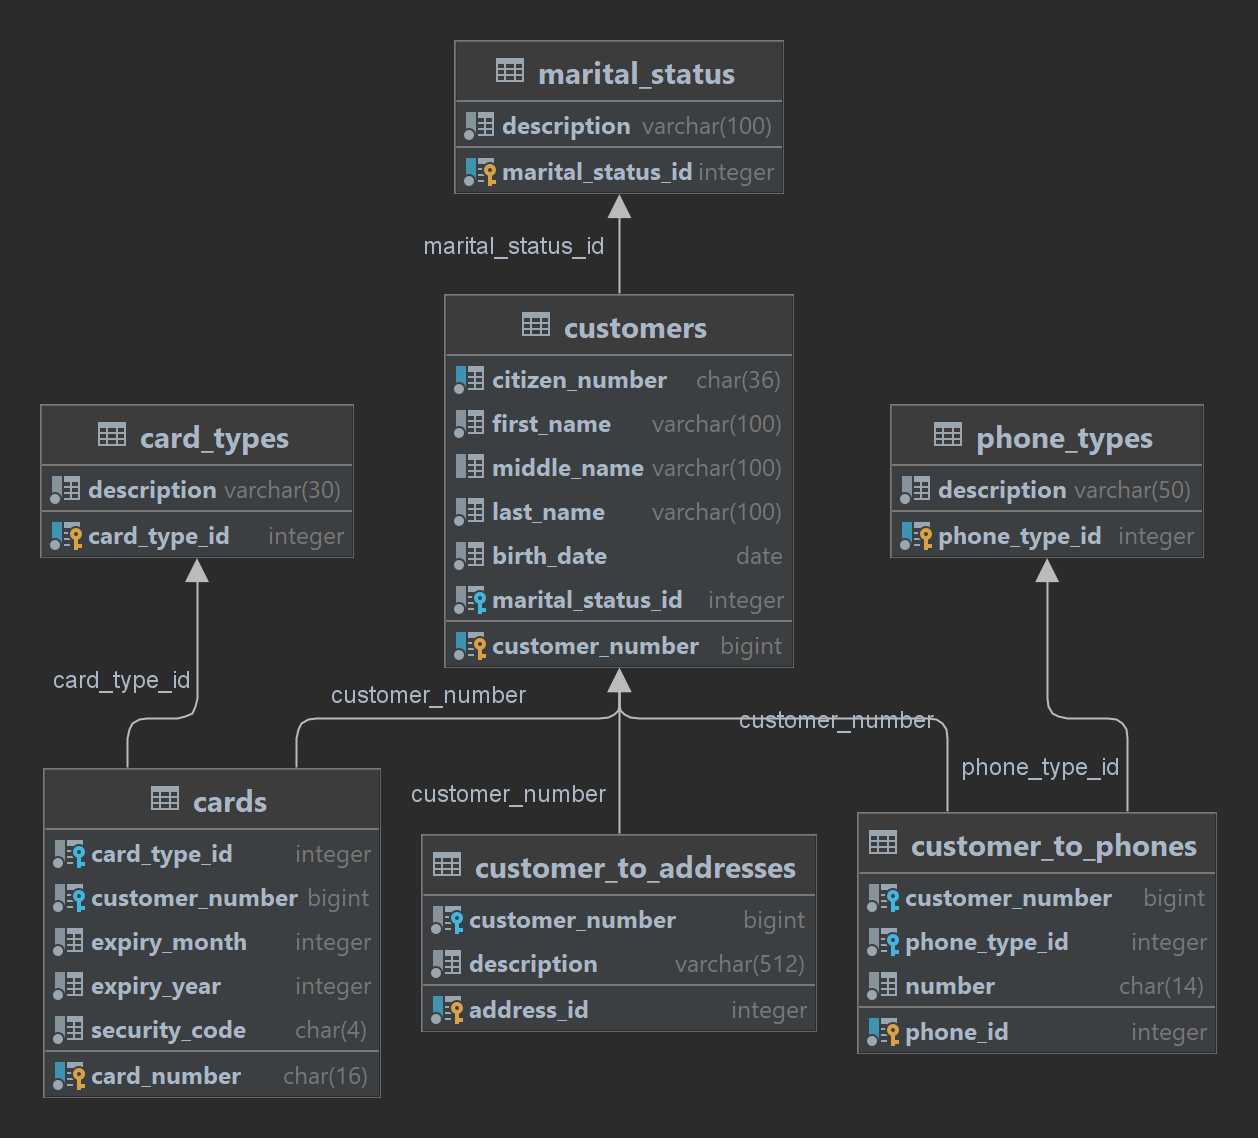 marital_status
description varchar(100)
marital_status_id integer
marital_status_id
customers
citizen_number char(36)
first_name varchar(100)
middle_name varchar(100)
last_name varchar(100)
birth_date date
marital_status_id integer
customer_number bigint
card_types
description varchar(30)
card_type_id integer
phone_types
description varchar(50)
phone_type_id integer
card_type_id
customer_number
customer_number
customer_number
phone_type_id
cards
card_type_id integer
customer_number bigint
expiry_month integer
expiry_year integer
security_code char(4)
card_number char(16)
customer_to_addresses
customer_number bigint
description varchar(512)
address_id integer
customer_to_phones
customer_number bigint
phone_type_id integer
number char(14)
phone_id integer